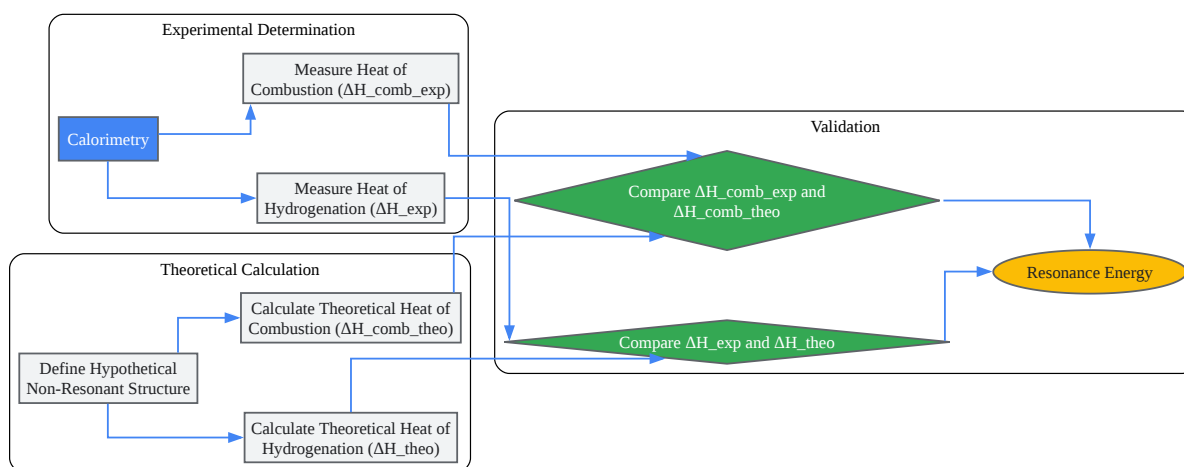 Experimental Determination
Measure Heat of
Combustion (ΔH_comb_exp)
Calorimetry
Measure Heat of
Hydrogenation (ΔH_exp)
Theoretical Calculation
Calculate Theoretical Heat of
Combustion (ΔH_comb_theo)
Define Hypothetical
Non-Resonant Structure
Calculate Theoretical Heat of
Hydrogenation (ΔH_theo)
Validation
Compare ΔH_comb_exp and
ΔH_comb_theo
Compare ΔH_exp and ΔH_theo
Resonance Energy